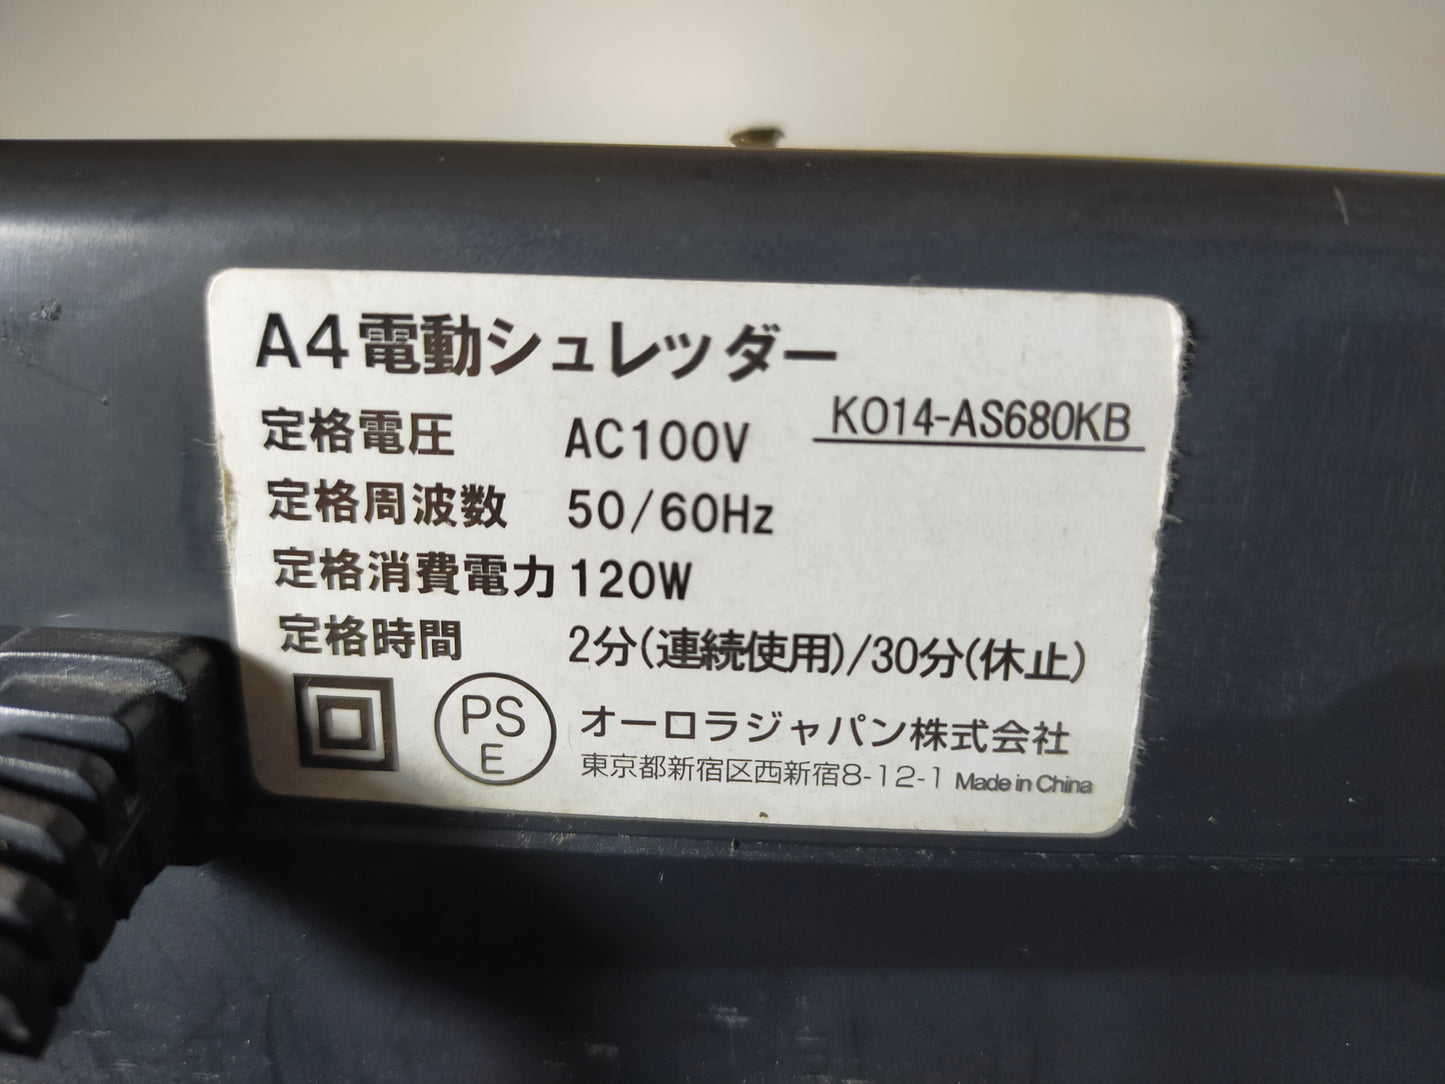 A4電動シュレッダー
KO14-AS680KB
定格電圧 AC100V
定格周波数 50/60Hz
定格消費電力 120W
定格時間 2分(連続使用)/30分(休止)
PS
E
オーロラジャパン株式会社
東京都新宿区西新宿8-12-1 Made in China